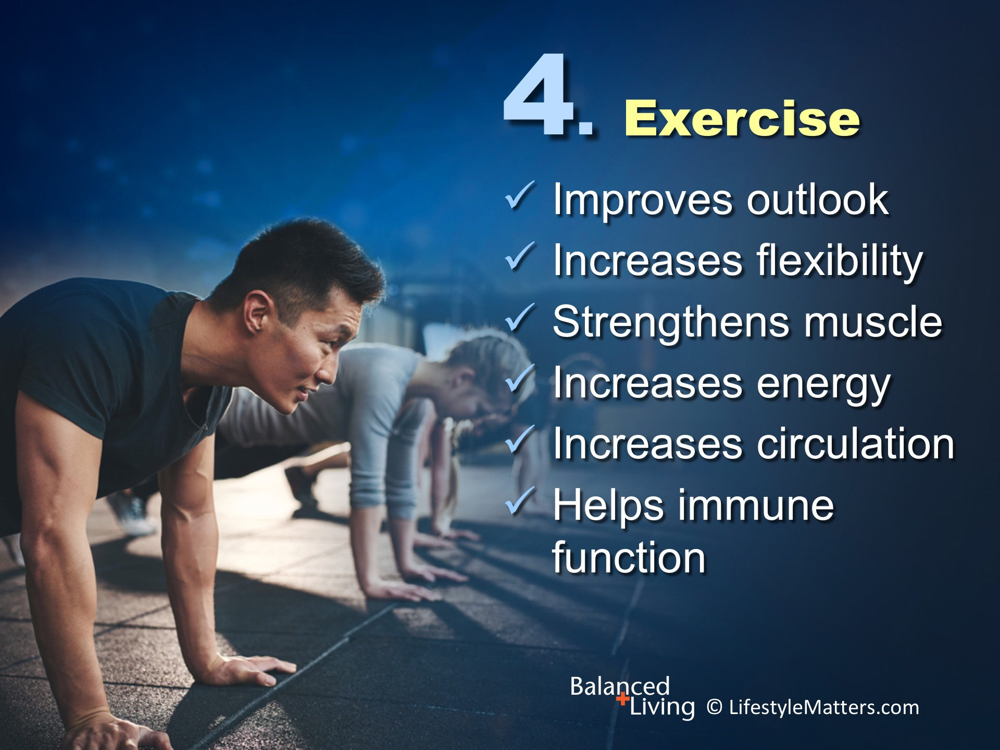 4. Exercise
✓ Improves outlook
✓ Increases flexibility
✓ Strengthens muscle
✓ Increases energy
✓ Increases circulation
✓ Helps immune
function
Balanced
Living © LifestyleMatters.com